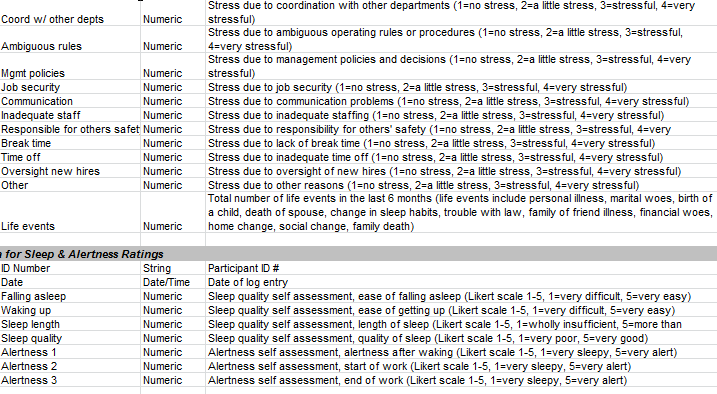 Stress due to coordination with other departments (1=no stress, 2=a little stress, 3=stressful, 4=very
Coord w/ other depts Numeric stressful)
Stress due to ambiguous operating rules or procedures (1=no stress, 2=a little stress, 3=stressful,
Ambiguous rules Numeric 4=very stressful)
Stress due to management policies and decisions (1=no stress, 2=a little stress, 3=stressful, 4=very
Mgmt policies Numeric stressful)
Job security Numeric Stress due to job security (1=no stress, 2=a little stress, 3=stressful, 4=very stressful)
Communication Numeric Stress due to communication problems (1=no stress, 2=a little stress, 3=stressful, 4=very stressful)
Inadequate staff Numeric Stress due to inadequate staffing (1=no stress, 2=a little stress, 3=stressful, 4=very stressful)
Responsible for others safet Numeric Stress due to responsibility for others' safety (1=no stress, 2=a little stress, 3=stressful, 4=very
Break time Numeric Stress due to lack of break time (1=no stress, 2=a little stress, 3=stressful, 4=very stressful)
Time off Numeric Stress due to inadequate time off (1=no stress, 2=a little stress, 3=stressful, 4=very stressful)
Oversight new hires Numeric Stress due to oversight of new hires (1=no stress, 2=a little stress, 3=stressful, 4=very stressful)
Other Numeric Stress due to other reasons (1=no stress, 2=a little stress, 3=stressful, 4=very stressful)
Total number of life events in the last 6 months (life events include personal illness, marital woes, birth of
a child, death of spouse, change in sleep habits, trouble with law, family of friend illness, financial woes,
Life events Numeric home change, social change, family death)
for Sleep & Alertness Ratings
ID Number String Participant ID #
Date Date/Time Date of log entry
Falling asleep Numeric Sleep quality self assessment, ease of falling asleep (Likert scale 1-5, 1=very difficult, 5=very easy)
Waking up Numeric Sleep quality self assessment, ease of getting up (Likert scale 1-5, 1=very difficult, 5=very easy)
Sleep length Numeric Sleep quality self assessment, length of sleep (Likert scale 1-5, 1=wholly insufficient, 5=more than
Sleep quality Numeric Sleep quality self assessment, quality of sleep (Likert scale 1-5, 1=very poor, 5=very good)
Alertness 1 Numeric Alertness self assessment, alertness after waking (Likert scale 1-5, 1=very sleepy, 5=very alert)
Alertness 2 Numeric Alertness self assessment, start of work (Likert scale 1-5, 1=very sleepy, 5=very alert)
Alertness 3 Numeric Alertness self assessment, end of work (Likert scale 1-5, 1=very sleepy, 5=very alert)